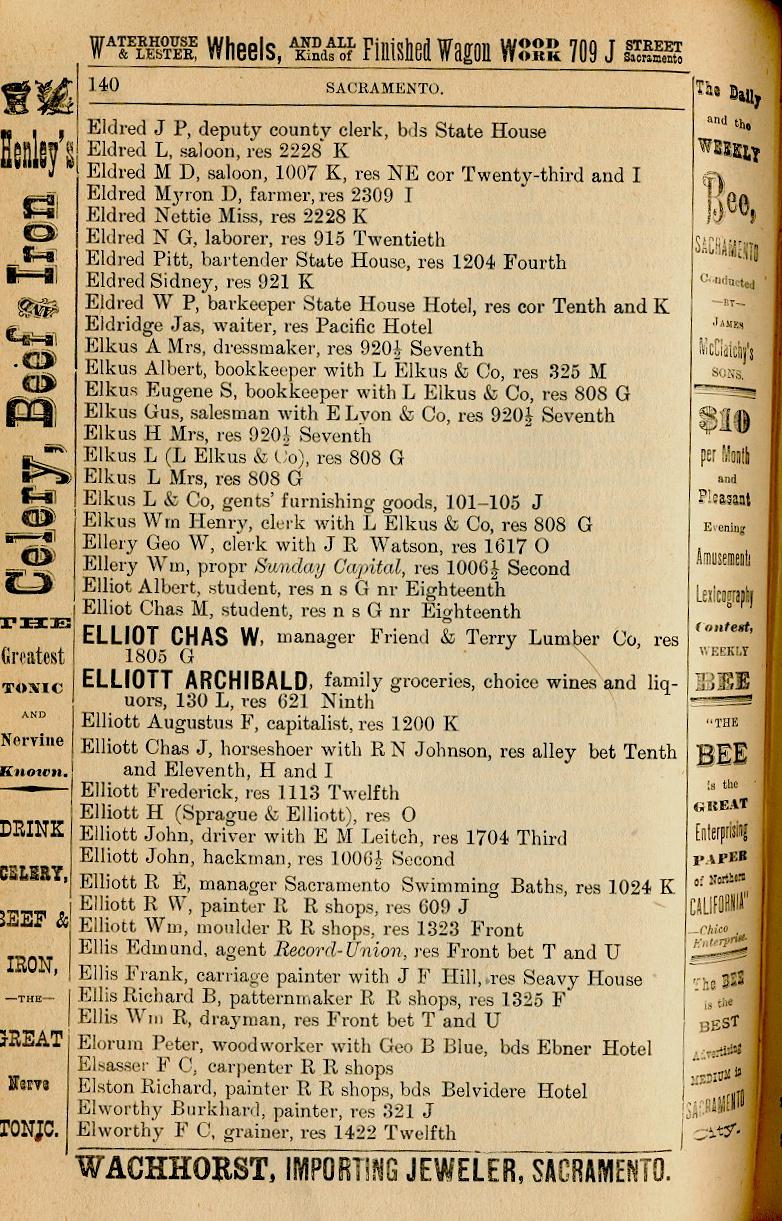 WATERHOUSE & LESTER, Wheels, AND ALL Kinds of Finished Wagon WOOD WORK 709 J STREET Sacramento
140 SACRAMENTO.
Eldred J P, deputy county clerk, bds State House
Eldred L, saloon, res 2228 K
Eldred M D, saloon, 1007 K, res NE cor Twenty-third and I
Eldred Myron D, farmer, res 2309 I
Eldred Nettie Miss, res 2228 K
Eldred N G, laborer, res 915 Twentieth
Eldred Pitt, bartender State House, res 1204 Fourth
Eldred Sidney, res 921 K
Eldred W P, barkeeper State House Hotel, res cor Tenth and K
Eldridge Jas, waiter, res Pacific Hotel
Elkus A Mrs, dressmaker, res 920½ Seventh
Elkus Albert, bookkeeper with L Elkus & Co, res 325 M
Elkus Eugene S, bookkeeper with L Elkus & Co, res 808 G
Elkus Gus, salesman with E Lyon & Co, res 920½ Seventh
Elkus H Mrs, res 920½ Seventh
Elkus L (L Elkus & Co), res 808 G
Elkus L Mrs, res 808 G
Elkus L & Co, gents' furnishing goods, 101–105 J
Elkus Wm Henry, clerk with L Elkus & Co, res 808 G
Ellery Geo W, clerk with J R Watson, res 1617 O
Ellery Wm, propr Sunday Capital, res 1006½ Second
Elliot Albert, student, res n s G nr Eighteenth
Elliot Chas M, student, res n s G nr Eighteenth
ELLIOT CHAS W, manager Friend & Terry Lumber Co, res
1805 G
ELLIOTT ARCHIBALD, family groceries, choice wines and liq-
uors, 130 L, res 621 Ninth
Elliott Augustus F, capitalist, res 1200 K
Elliott Chas J, horseshoer with R N Johnson, res alley bet Tenth
and Eleventh, H and I
Elliott Frederick, res 1113 Twelfth
Elliott H (Sprague & Elliott), res O
Elliott John, driver with E M Leitch, res 1704 Third
Elliott John, hackman, res 1006½ Second
Elliott R E, manager Sacramento Swimming Baths, res 1024 K
Elliott R W, painter R R shops, res 609 J
Elliott Wm, moulder R R shops, res 1323 Front
Ellis Edmund, agent Record-Union, res Front bet T and U
Ellis Frank, carriage painter with J F Hill, res Seavy House
Ellis Richard B, patternmaker R R shops, res 1325 F
Ellis Wm R, drayman, res Front bet T and U
Elorum Peter, woodworker with Geo B Blue, bds Ebner Hotel
Elsasser F C, carpenter R R shops
Elston Richard, painter R R shops, bds Belvidere Hotel
Elworthy Burkhard, painter, res 321 J
Elworthy F C, grainer, res 1422 Twelfth
WACHHORST, IMPORTING JEWELER, SACRAMENTO.
Henley's
Celery, Beef and Iron
THE
Greatest
TONIC
AND
Nervine
Known.
DRINK
CELERY,
BEEF &
IRON,
—THE—
GREAT
Nerve
TONIC.
The Daily
and the
WEEKLY
Bee,
SACRAMENTO
Conducted
—BY—
JAMES
McClatchy's
SONS.
$10
per Month
and
Pleasant
Evening
Amusement
Lexicography
Contest,
WEEKLY
BEE
"THE
BEE
is the
GREAT
Enterprising
PAPER
of Northern
CALIFORNIA"
—Chico
Enterprise.
The BEE
is the
BEST
Advertising
MEDIUM in
SACRAMENTO
City.